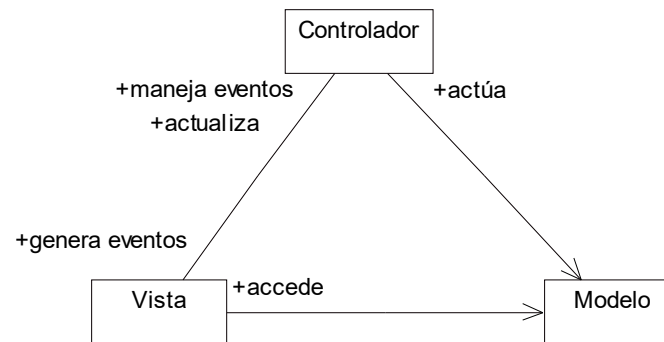 Controlador
+maneja eventos
+actúa
+actualiza
+genera eventos
+accede
Vista
Modelo